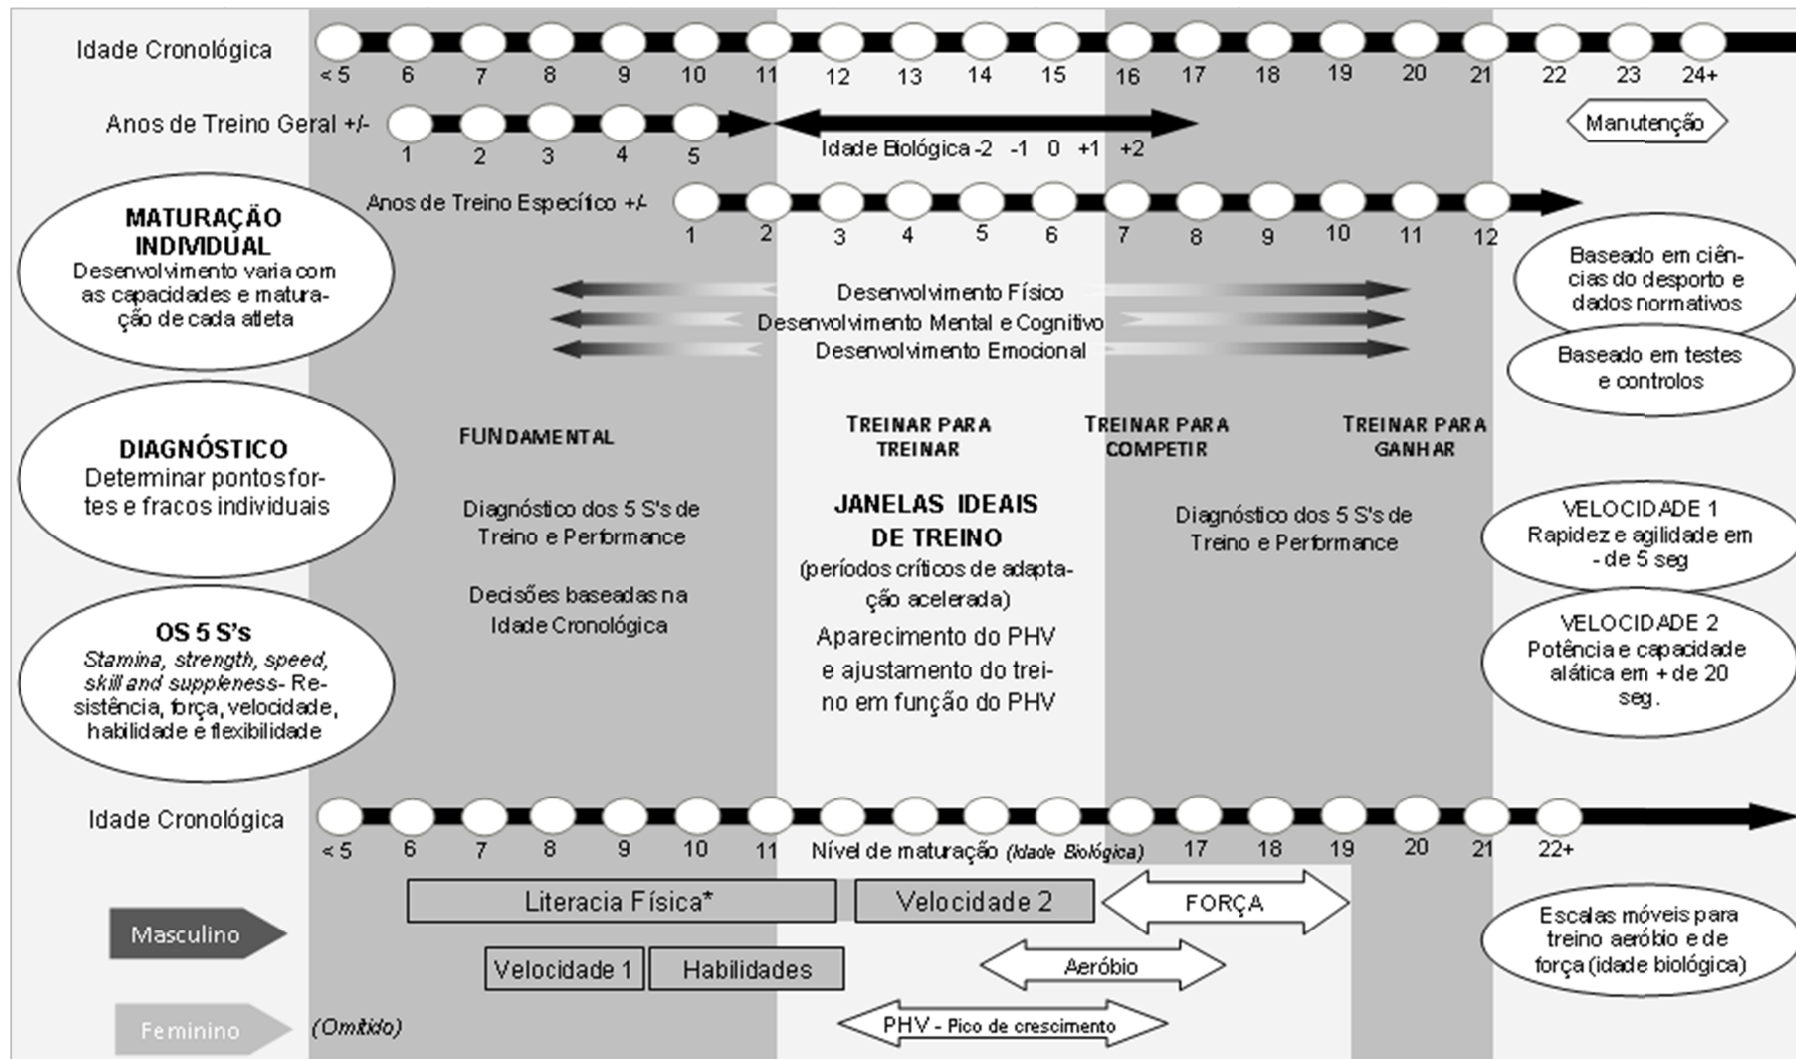 Idade Cronológica
< 5 6 7 8 9 10 11 12 13 14 15 16 17 18 19 20 21 22 23 24+
Anos de Treino Geral +/-
1 2 3 4 5
Idade Biológica -2 -1 0 +1 +2
Manutenção
Anos de Treino Específico +/-
1 2 3 4 5 6 7 8 9 10 11 12
MATURAÇÃO
INDIVIDUAL
Desenvolvimento varia com
as capacidades e matura-
ção de cada atleta
Desenvolvimento Físico
Desenvolvimento Mental e Cognitivo
Desenvolvimento Emocional
Baseado em ciên-
cias do desporto e
dados normativos
Baseado em testes
e controlos
DIAGNÓSTICO
Determinar pontos for-
tes e fracos individuais
FUNDAMENTAL
Diagnóstico dos 5 S's de
Treino e Performance
Decisões baseadas na
Idade Cronológica
TREINAR PARA
TREINAR
JANELAS IDEAIS
DE TREINO
(períodos críticos de adapta-
ção acelerada)
Aparecimento do PHV
e ajustamento do trei-
no em função do PHV
TREINAR PARA
COMPETIR
TREINAR PARA
GANHAR
Diagnóstico dos 5 S's de
Treino e Performance
VELOCIDADE 1
Rapidez e agilidade em
- de 5 seg
VELOCIDADE 2
Potência e capacidade
alática em + de 20
seg.
OS 5 S's
Stamina, strength, speed,
skill and suppleness- Re-
sistência, força, velocidade,
habilidade e flexibilidade
Idade Cronológica
< 5 6 7 8 9 10 11 Nível de maturação (Idade Biológica) 17 18 19 20 21 22+
Masculino
Literacia Física*
Velocidade 2
FORÇA
Velocidade 1
Habilidades
Aeróbio
Escalas móveis para
treino aeróbio e de
força (idade biológica)
Feminino
(Omitido)
PHV - Pico de crescimento